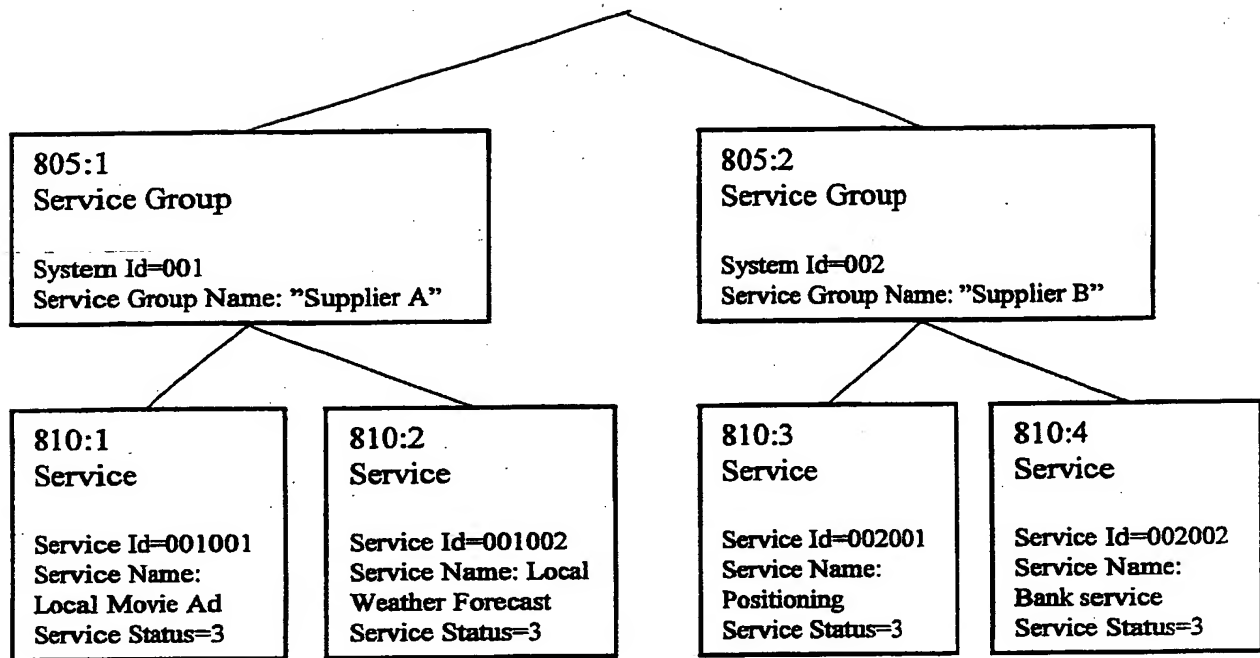 805:1
Service Group
System Id=001
Service Group Name: ”Supplier A”
805:2
Service Group
System Id=002
Service Group Name: ”Supplier B”
810:1
Service
Service Id=001001
Service Name:
Local Movie Ad
Service Status=3
810:2
Service
Service Id=001002
Service Name: Local
Weather Forecast
Service Status=3
810:3
Service
Service Id=002001
Service Name:
Positioning
Service Status=3
810:4
Service
Service Id=002002
Service Name:
Bank service
Service Status=3